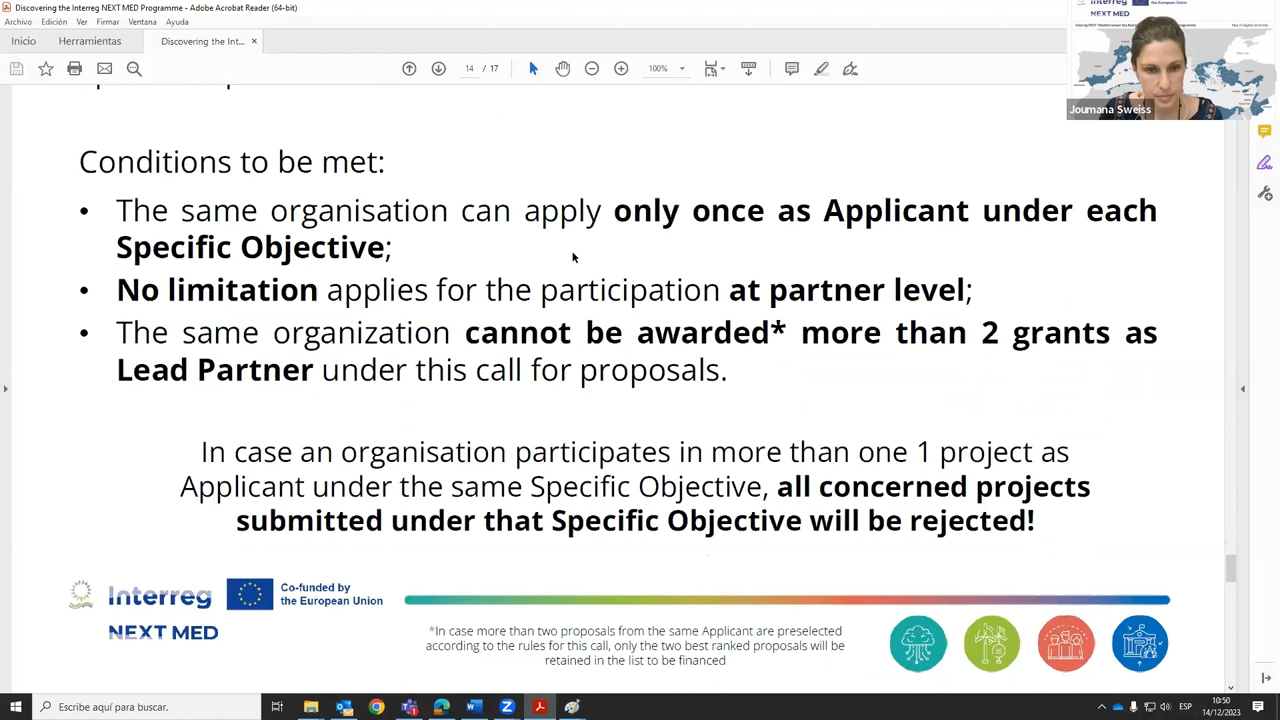 Discovering the Interreg NEXT MED Programme - Adobe Acrobat Reader (64-bit)
Archivo Edición Ver Firmar Ventana Ayuda
Inicio Herramientas Discovering the Int... ×
14 / 17 100%
Interreg the European Union
NEXT MED
Joumana Sweiss
Conditions to be met:
• The same organisation can apply only once as Applicant under each
Specific Objective;
• No limitation applies for the participation at partner level;
• The same organization cannot be awarded* more than 2 grants as
Lead Partner under this call for proposals.
In case an organisation participates in more than one 1 project as
Applicant under the same Specific Objective, all concerned projects
submitted under that Specific Objective will be rejected!
Interreg
Co-funded by
the European Union
NEXT MED
*In case more than two proposals from the same Applicant are preselected
according to the rules for this call, only the two best ranked proposals will be
retained in the list to be financed
Escribe aquí para buscar.
ESP
10:50
14/12/2023